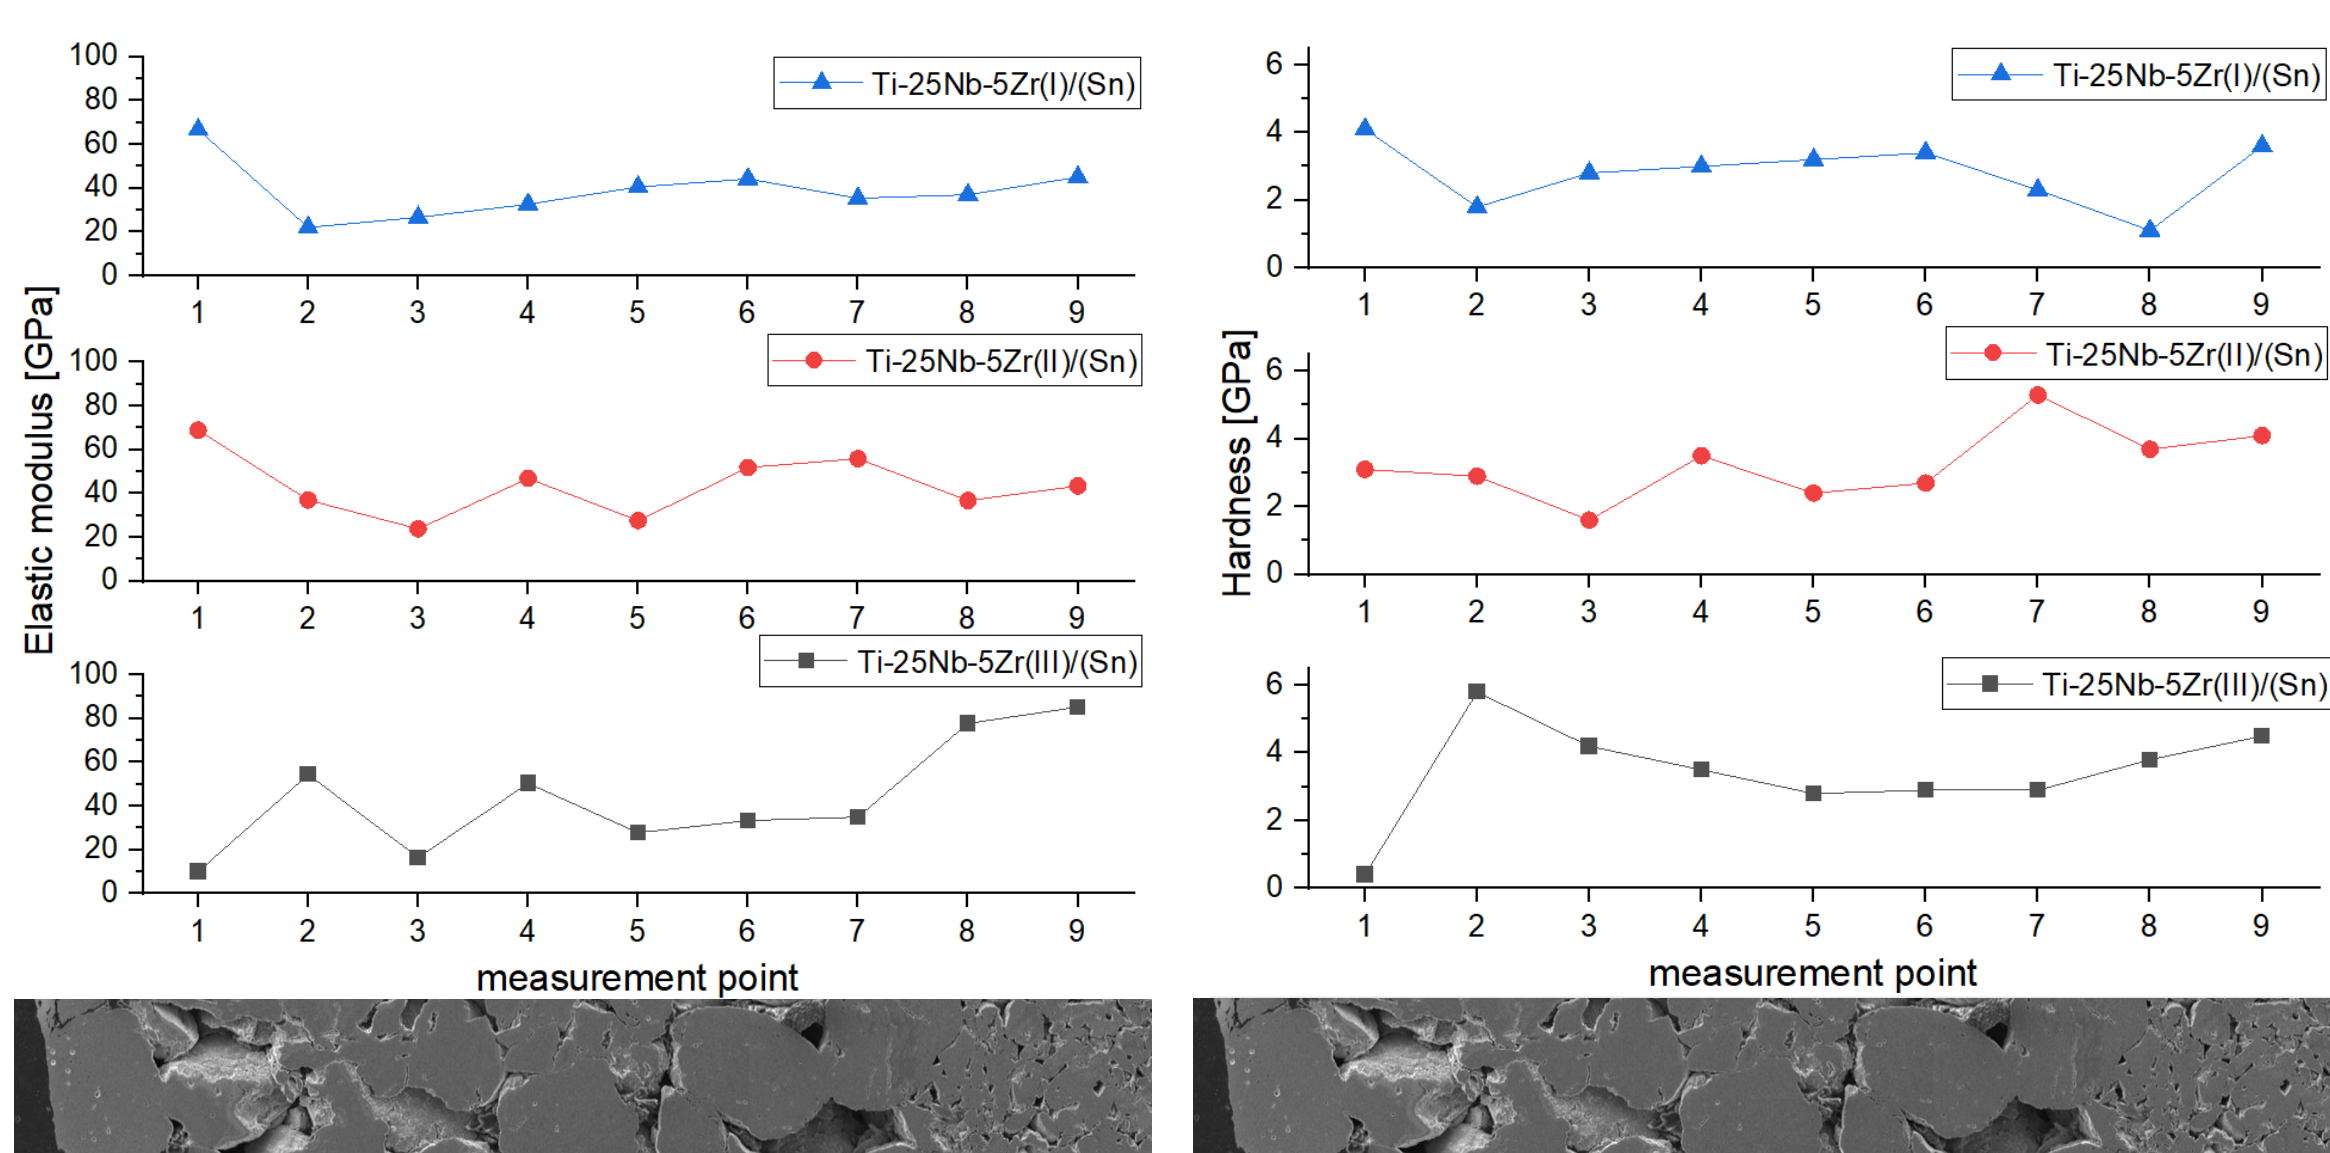 Elastic modulus [GPa]
Ti-25Nb-5Zr(I)/(Sn)
100
80
60
40
20
0
1 2 3 4 5 6 7 8 9
Ti-25Nb-5Zr(II)/(Sn)
100
80
60
40
20
0
1 2 3 4 5 6 7 8 9
Ti-25Nb-5Zr(III)/(Sn)
100
80
60
40
20
0
1 2 3 4 5 6 7 8 9
measurement point
Hardness [GPa]
Ti-25Nb-5Zr(I)/(Sn)
6
4
2
0
1 2 3 4 5 6 7 8 9
Ti-25Nb-5Zr(II)/(Sn)
6
4
2
0
1 2 3 4 5 6 7 8 9
Ti-25Nb-5Zr(III)/(Sn)
6
4
2
0
1 2 3 4 5 6 7 8 9
measurement point